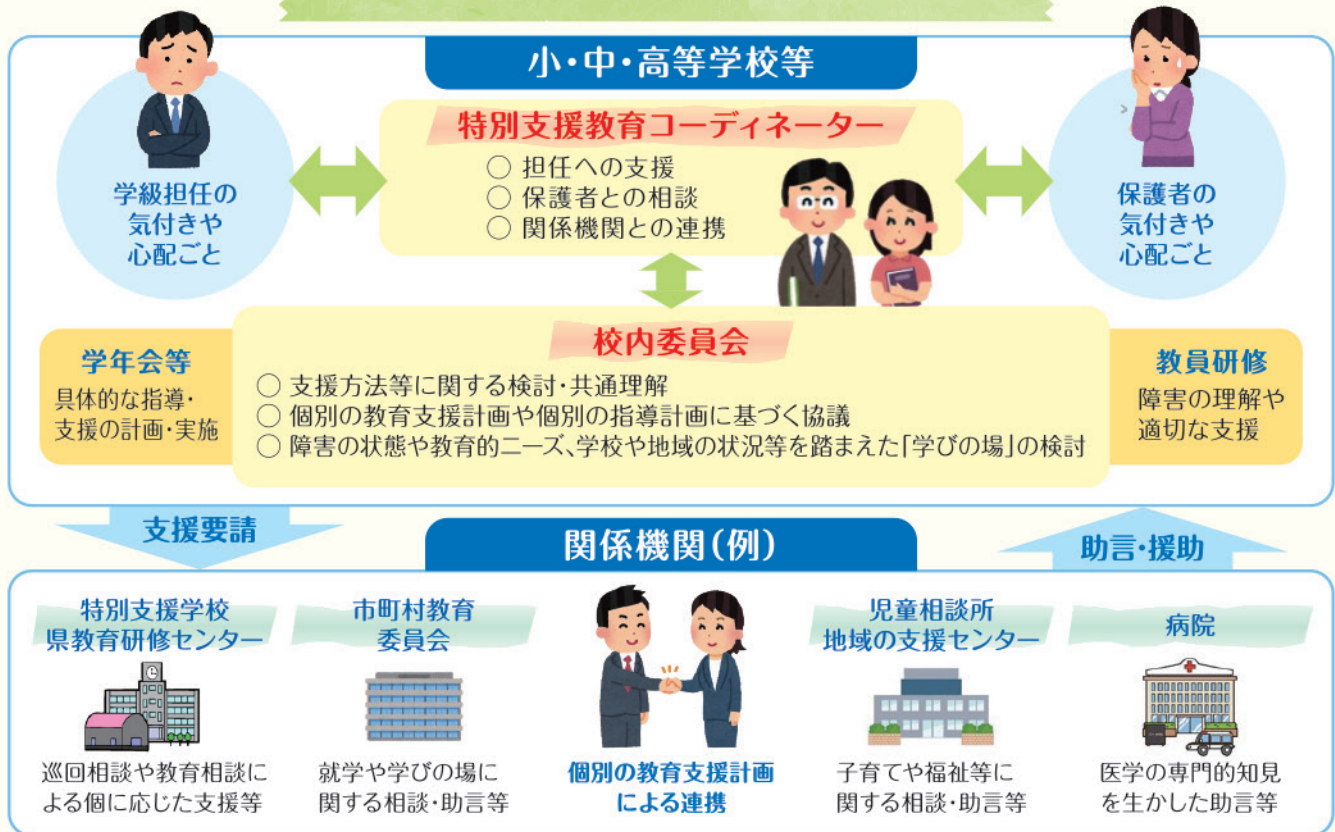 小・中・高等学校等
学級担任の
気付きや
心配ごと
特別支援教育コーディネーター
○ 担任への支援
○ 保護者との相談
○ 関係機関との連携
保護者の
気付きや
心配ごと
学年会等
具体的な指導・
支援の計画・実施
校内委員会
○ 支援方法等に関する検討・共通理解
○ 個別の教育支援計画や個別の指導計画に基づく協議
○ 障害の状態や教育的ニーズ、学校や地域の状況等を踏まえた「学びの場」の検討
教員研修
障害の理解や
適切な支援
支援要請
関係機関（例）
助言・援助
特別支援学校
県教育研修センター
巡回相談や教育相談に
よる個に応じた支援等
市町村教育
委員会
就学や学びの場に
関する相談・助言等
個別の教育支援計画
による連携
児童相談所
地域の支援センター
子育てや福祉等に
関する相談・助言等
病院
医学の専門的知見
を生かした助言等